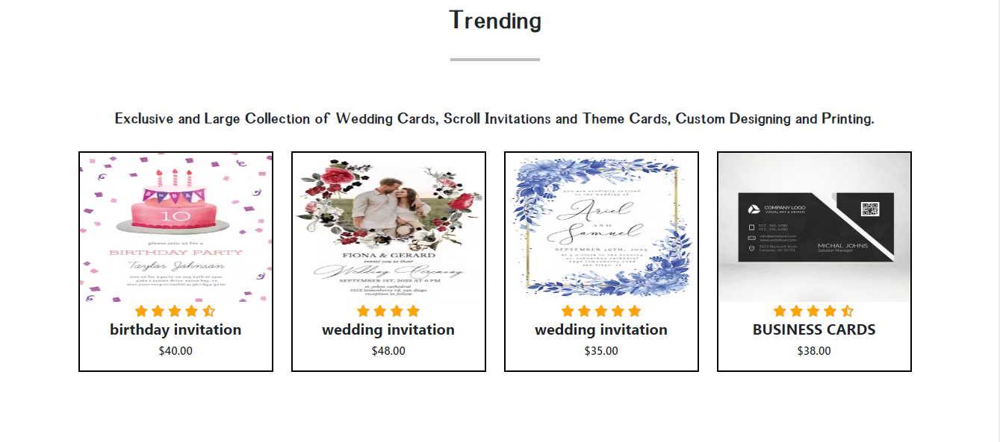 Trending
Exclusive and Large Collection of Wedding Cards, Scroll Invitations and Theme Cards, Custom Designing and Printing.
BODAY
10
please join us for a
BIRTHDAY PARTY
Taylor Johnson
birthday invitation
$40.00
FIONA & GERARD
invite you to their
Wedding Ceremony
SEPTEMBER 1ST, 2023 AT 6 PM
st. johns cathedral
1152 lemonberry rd, san diego
reception to follow
wedding invitation
$48.00
you are cordially invited
to the wedding of
Ariel
AND
Samuel
SEPTEMBER 16TH, 2023
wedding invitation
$35.00
COMPANY LOGO
VISUAL ART & DESIGN
MICHAL JOHNS
Solution Manager
BUSINESS CARDS
$38.00